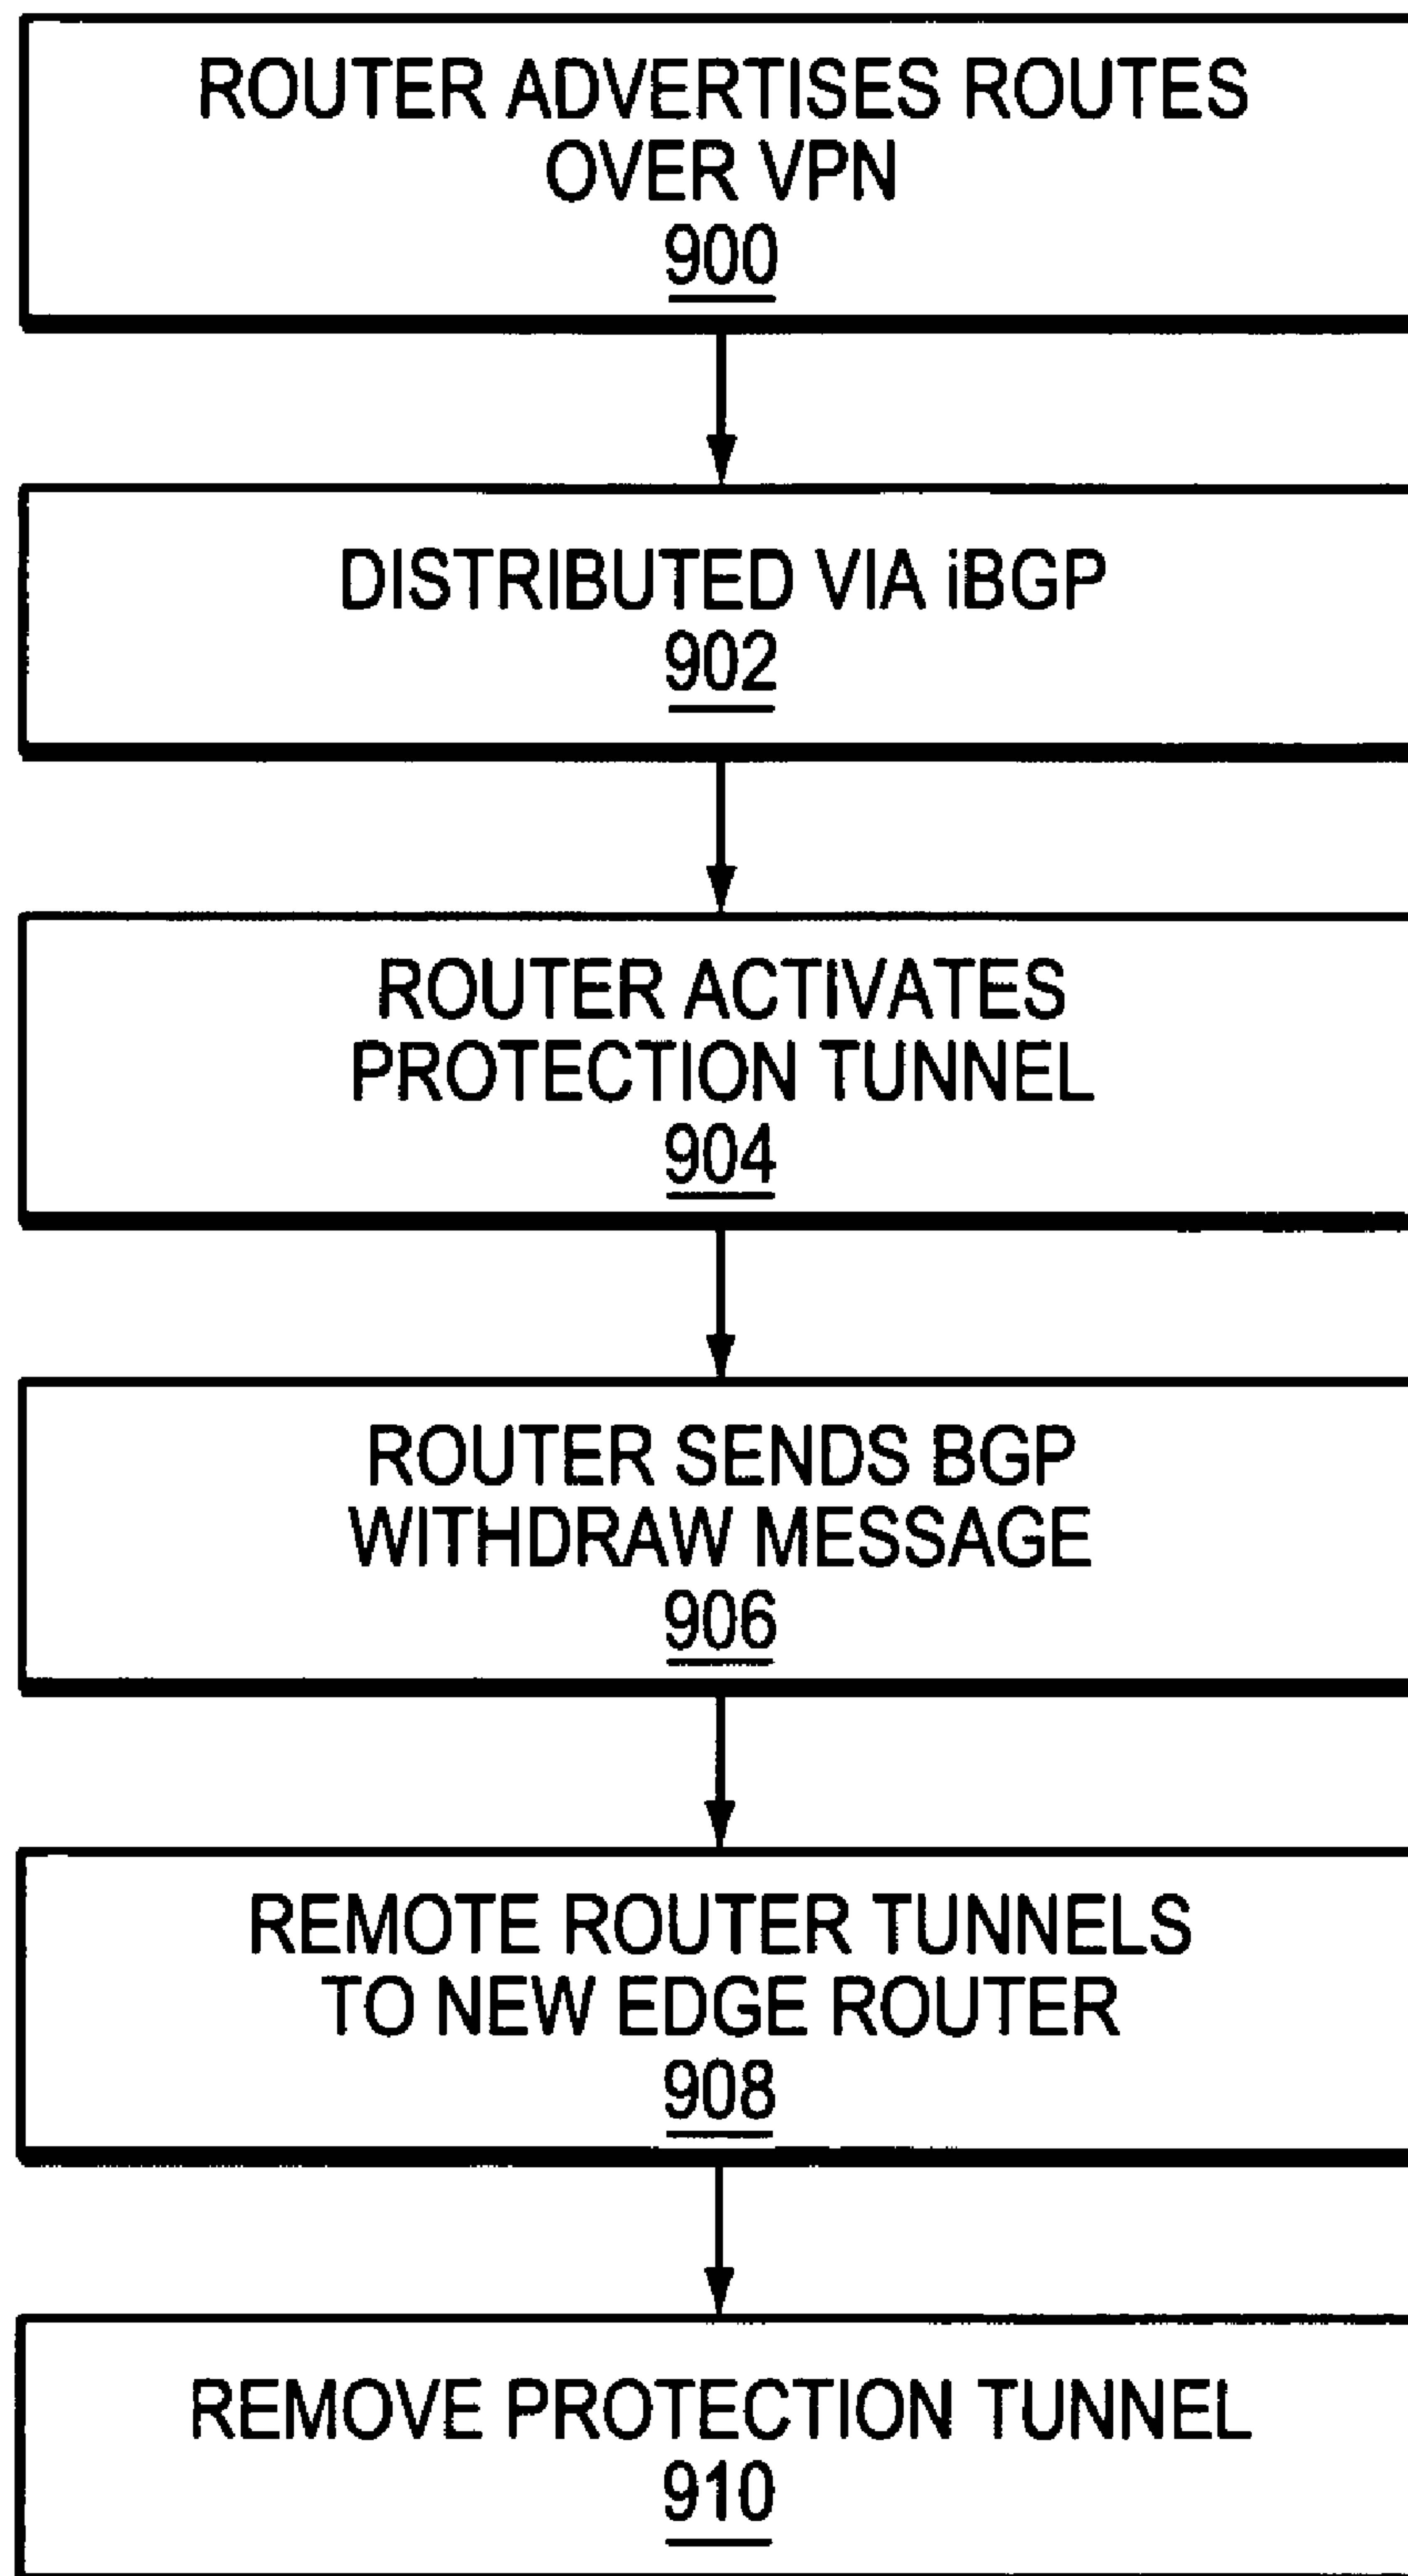 ROUTER ADVERTISES ROUTES
OVER VPN
900
DISTRIBUTED VIA iBGP
902
ROUTER ACTIVATES
PROTECTION TUNNEL
904
ROUTER SENDS BGP
WITHDRAW MESSAGE
906
REMOTE ROUTER TUNNELS
TO NEW EDGE ROUTER
908
REMOVE PROTECTION TUNNEL
910